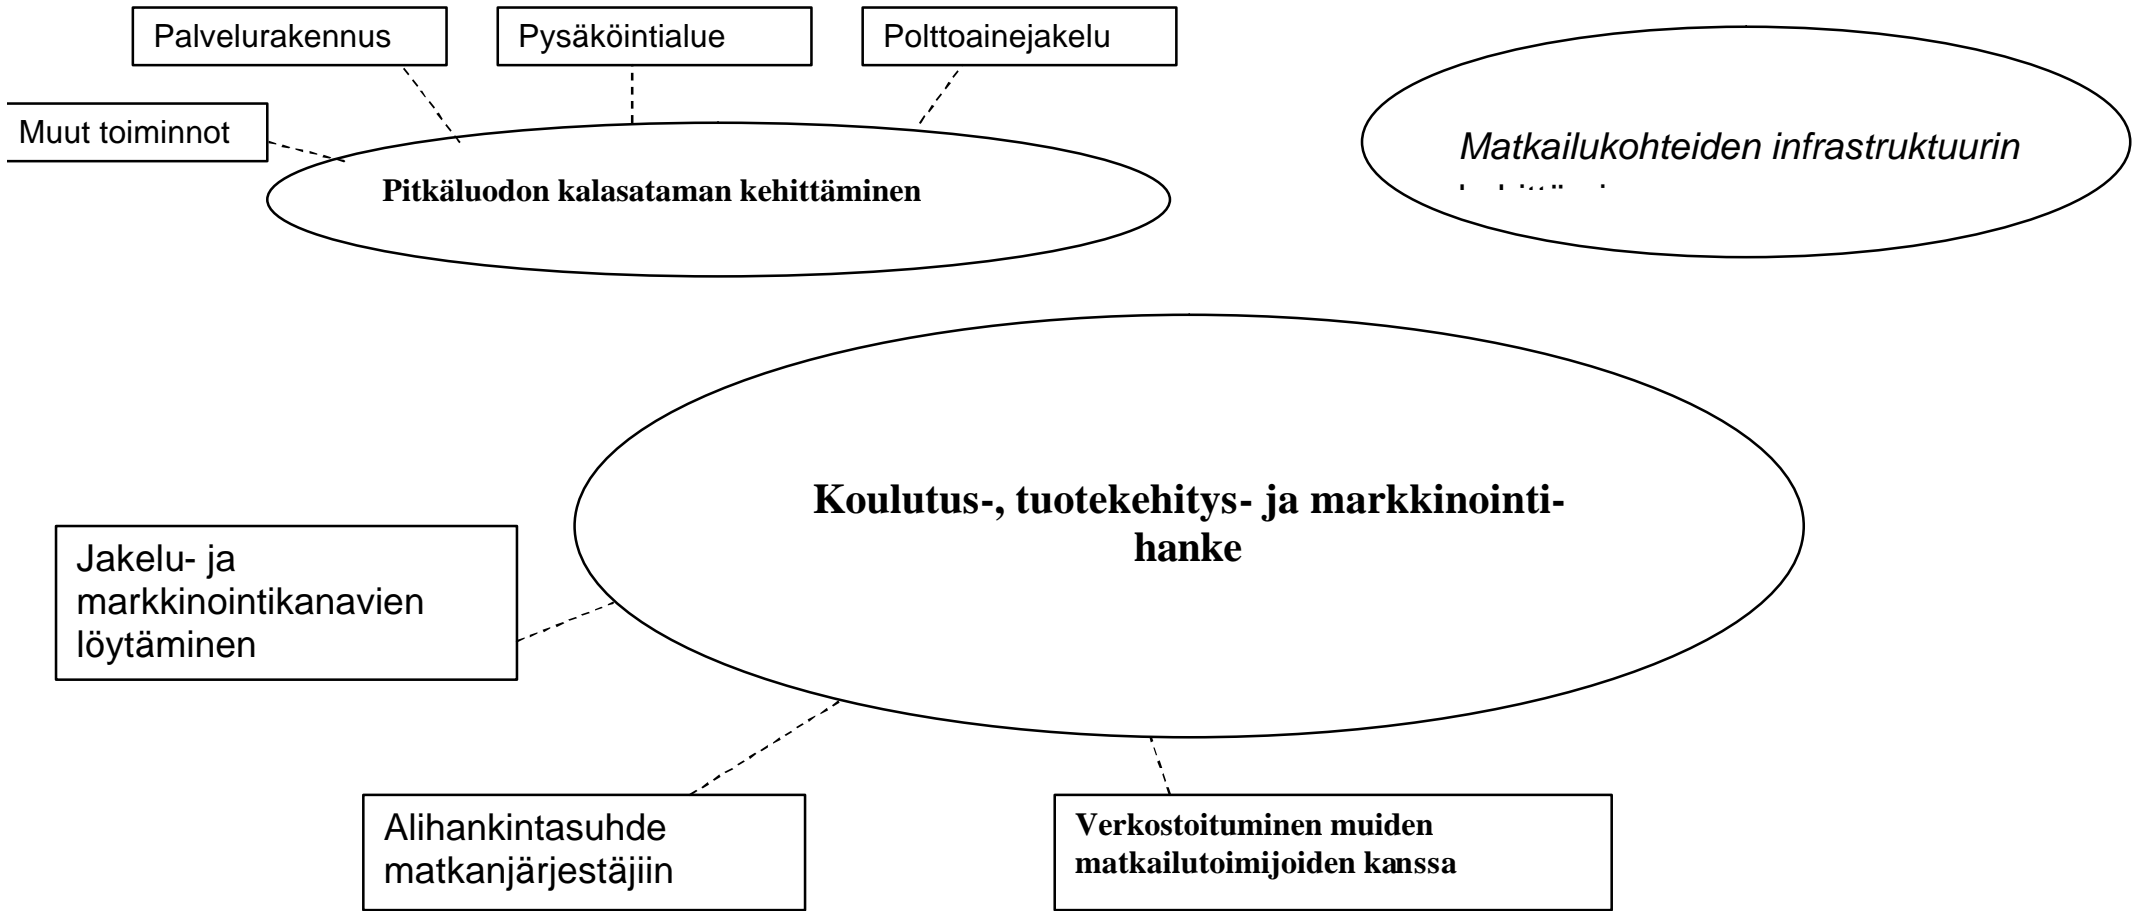 Palvelurakennus
Pysäköintialue
Polttoainejakelu
Muut toiminnot
Pitkäluodon kalasataman kehittäminen
Matkailukohteiden infrastruktuurin
Koulutus-, tuotekehitys- ja markkinointi-
hanke
Jakelu- ja
markkinointikanavien
löytäminen
Alihankintasuhde
matkanjärjestäjiin
Verkostoituminen muiden
matkailutoimijoiden kanssa